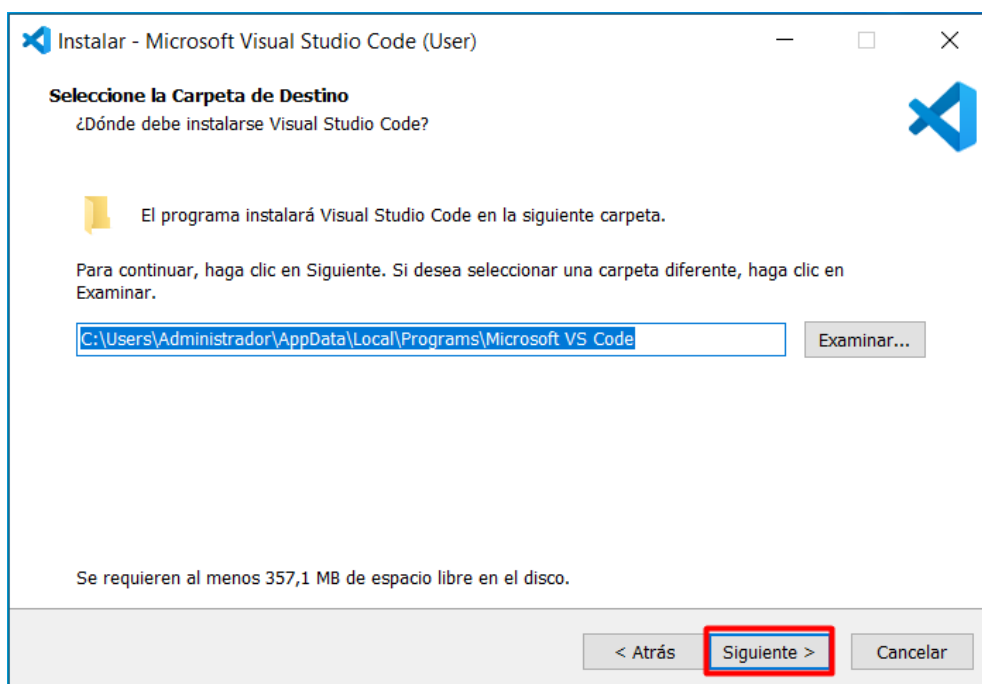 Instalar - Microsoft Visual Studio Code (User)
Seleccione la Carpeta de Destino
¿Dónde debe instalarse Visual Studio Code?
El programa instalará Visual Studio Code en la siguiente carpeta.
Para continuar, haga clic en Siguiente. Si desea seleccionar una carpeta diferente, haga clic en
Examinar.
C:\Users\Administrador\AppData\Local\Programs\Microsoft VS Code
Examinar...
Se requieren al menos 357,1 MB de espacio libre en el disco.
< Atrás
Siguiente >
Cancelar